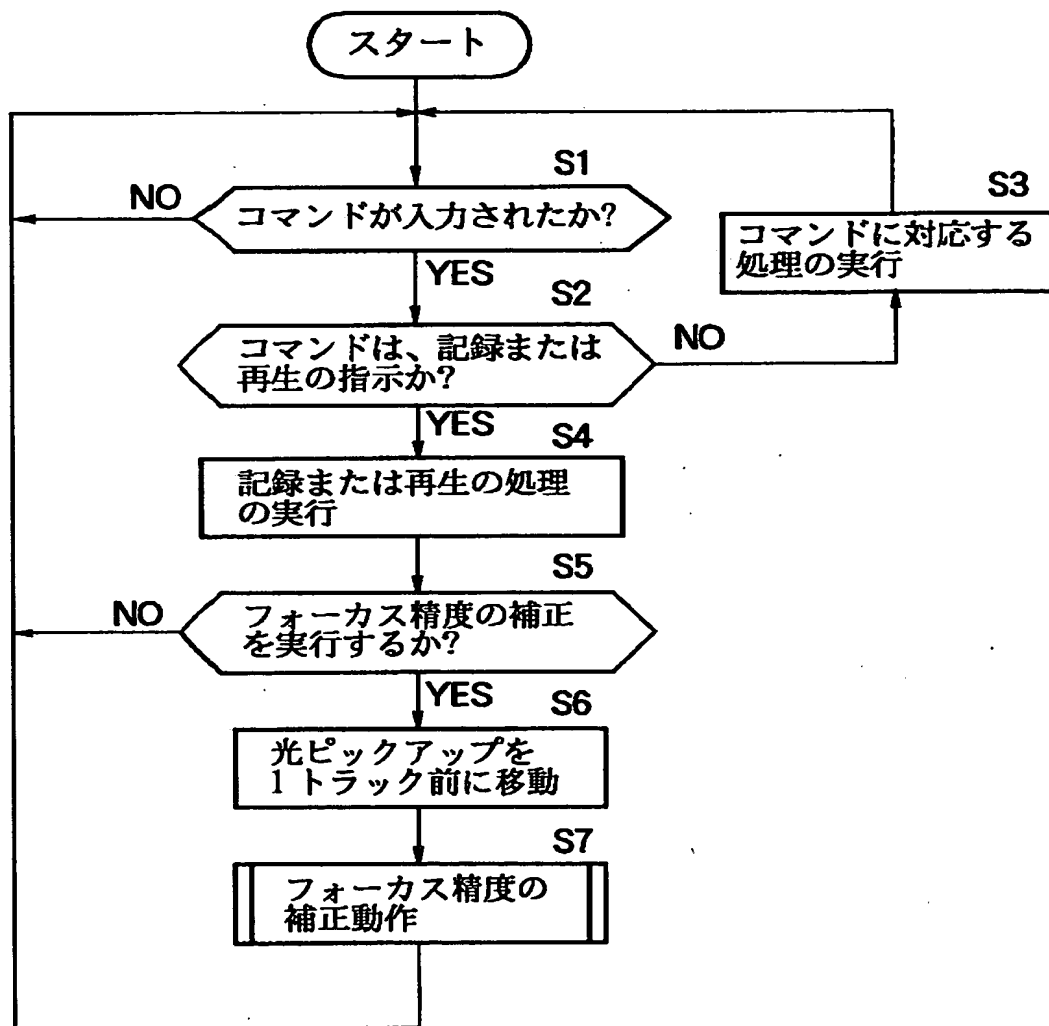 スタート
S1
NO
コマンドが入力されたか?
S3
コマンドに対応する
処理の実行
YES
S2
コマンドは、記録または
再生の指示か?
NO
YES
S4
記録または再生の処理
の実行
S5
NO
フォーカス精度の補正
を実行するか?
YES
S6
光ピックアップを
1トラック前に移動
S7
フォーカス精度の
補正動作